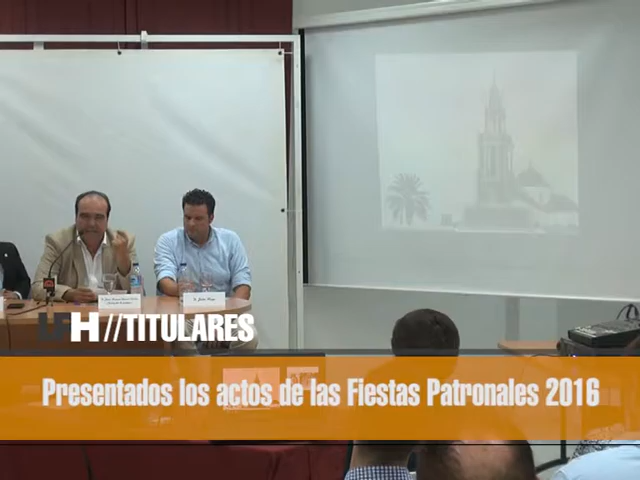 LFH//TITULARES
Presentados los actos de las Fiestas Patronales 2016